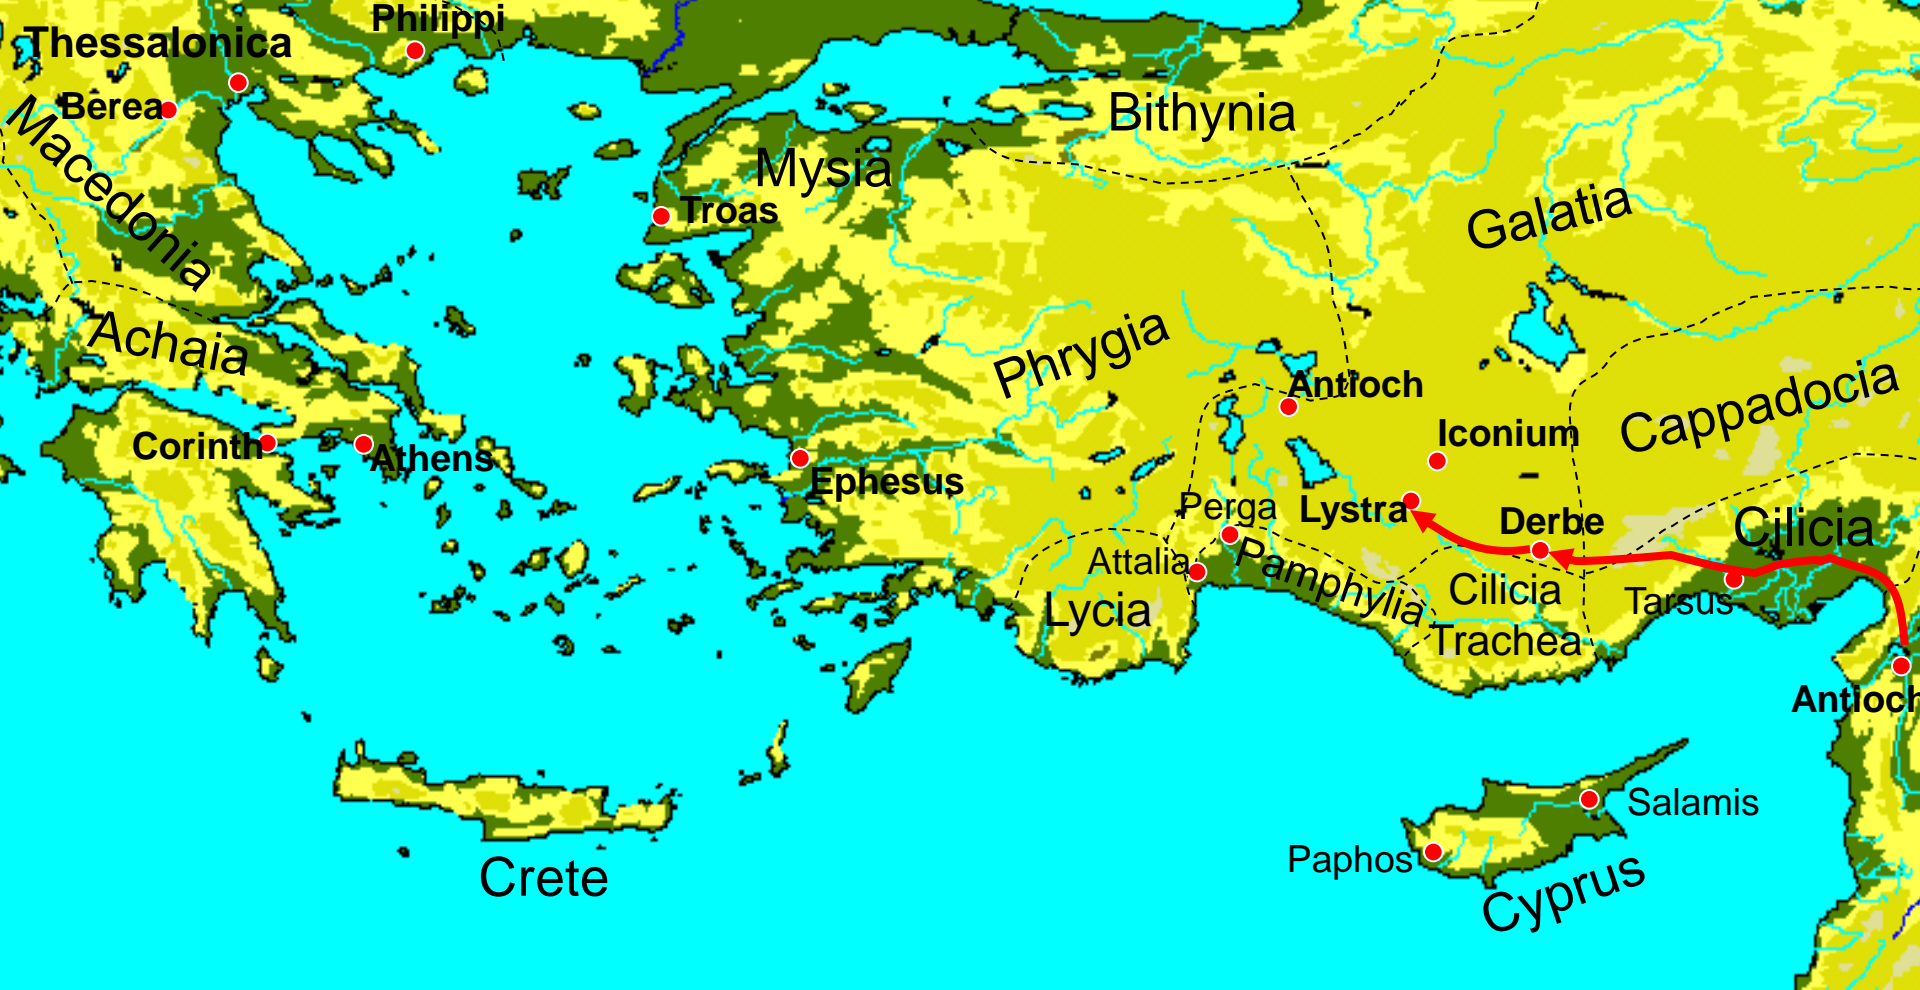 Philippi
Thessalonica
Berea
Macedonia
Bithynia
Mysia
Troas
Galatia
Achaia
Phrygia
Antioch
Cappadocia
Corinth
Athens
Ephesus
Iconium
Perga
Lystra
Derbe
Cilicia
Attalia
Pamphylia
Lycia
Cilicia
Trachea
Tarsus
Antioch
Salamis
Paphos
Cyprus
Crete